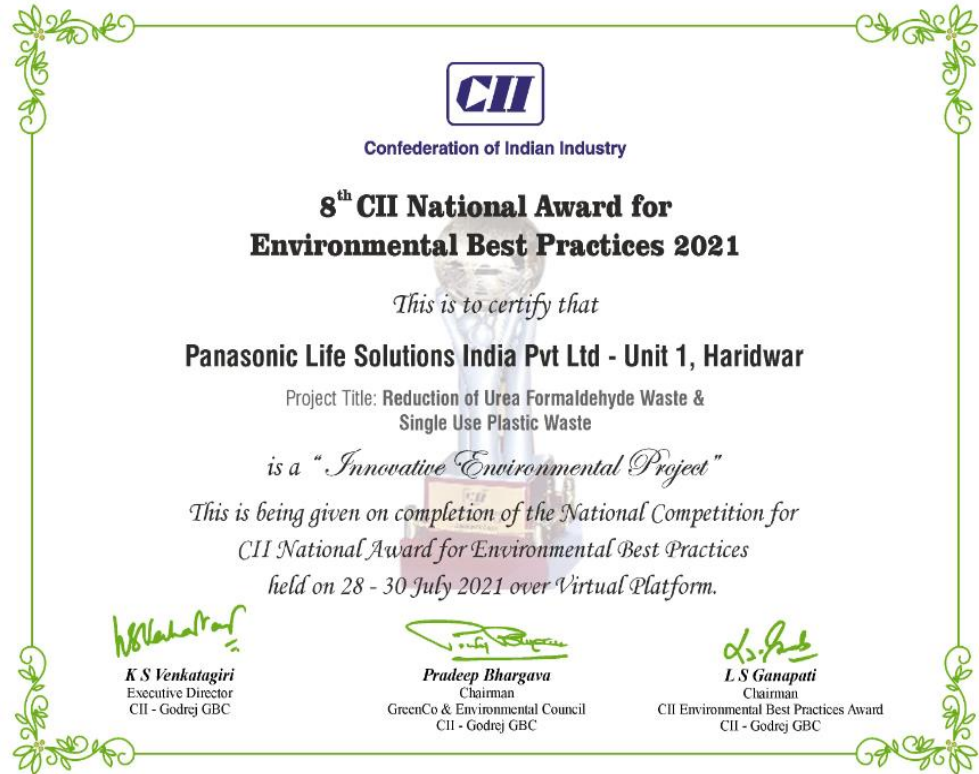 CII
Confederation of Indian Industry
8th CII National Award for
Environmental Best Practices 2021
This is to certify that
Panasonic Life Solutions India Pvt Ltd - Unit 1, Haridwar
Project Title: Reduction of Urea Formaldehyde Waste &
Single Use Plastic Waste
is a “ Innovative Environmental Project”
This is being given on completion of the National Competition for
CII National Award for Environmental Best Practices
held on 28 - 30 July 2021 over Virtual Platform.
K S Venkatagiri
Executive Director
CII - Godrej GBC
Pradeep Bhargava
Chairman
GreenCo & Environmental Council
CII - Godrej GBC
L S Ganapati
Chairman
CII Environmental Best Practices Award
CII - Godrej GBC